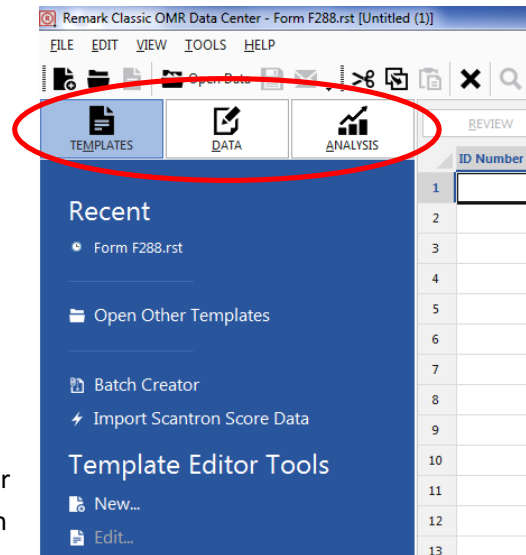 Remark Classic OMR Data Center - Form F288.rst [Untitled (1)]
FILE EDIT VIEW TOOLS HELP
Open Data
TEMPLATES DATA ANALYSIS
REVIEW
ID Number
Recent
Form F288.rst
Open Other Templates
Batch Creator
Import Scantron Score Data
Template Editor Tools
New...
Edit...
1
2
3
4
5
6
7
8
9
10
11
12
13
r
n